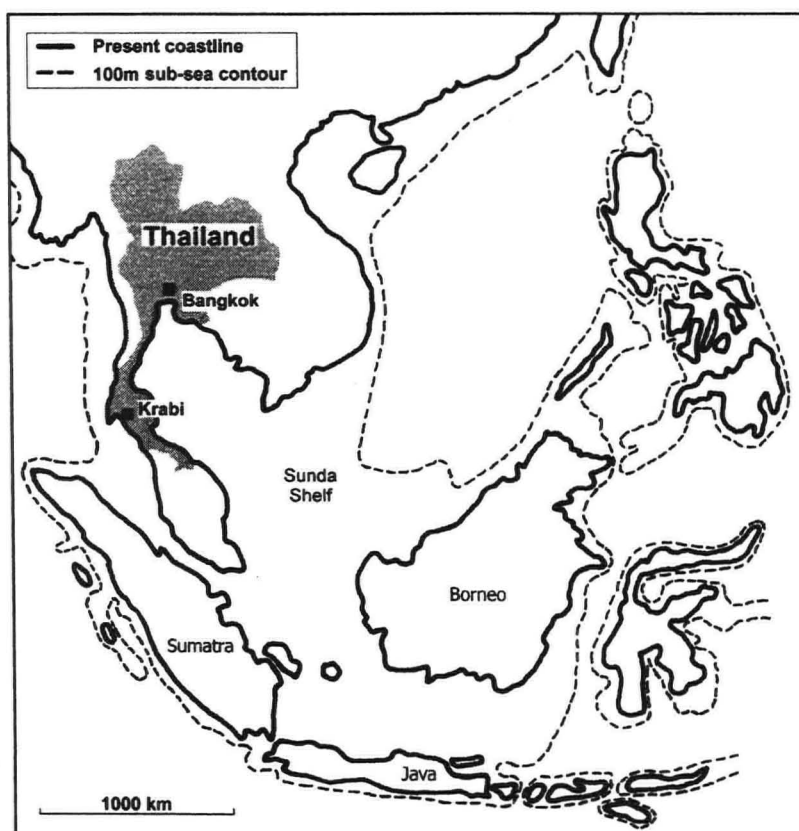 Present coastline
100m sub-sea contour
Thailand
Bangkok
Krabi
Sunda
Shelf
Borneo
Sumatra
Java
1000 km